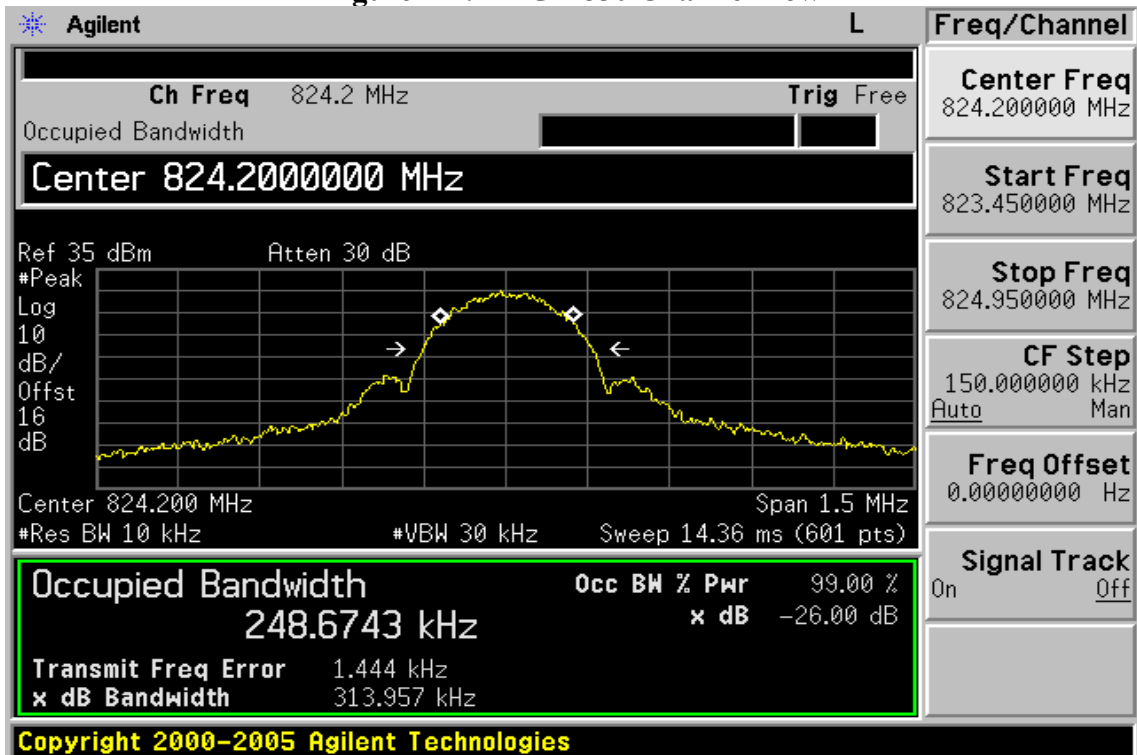 Agilent L
Freq/Channel
Ch Freq 824.2 MHz Trig Free
Occupied Bandwidth
Center 824.2000000 MHz
Ref 35 dBm Atten 30 dB
#Peak
Log
10
dB/
Offst
16
dB
Center 824.200 MHz Span 1.5 MHz
#Res BW 10 kHz #VBW 30 kHz Sweep 14.36 ms (601 pts)
Occupied Bandwidth Occ BW % Pwr 99.00 %
248.6743 kHz x dB -26.00 dB
Transmit Freq Error 1.444 kHz
x dB Bandwidth 313.957 kHz
Center Freq
824.200000 MHz
Start Freq
823.450000 MHz
Stop Freq
824.950000 MHz
CF Step
150.000000 kHz
Auto Man
Freq Offset
0.00000000 Hz
Signal Track
On Off
Copyright 2000-2005 Agilent Technologies